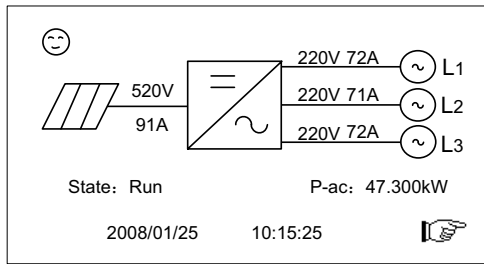 220V 72A L1
520V 220V 71A L2
91A 220V 72A L3
State: Run P-ac: 47.300kW
2008/01/25 10:15:25